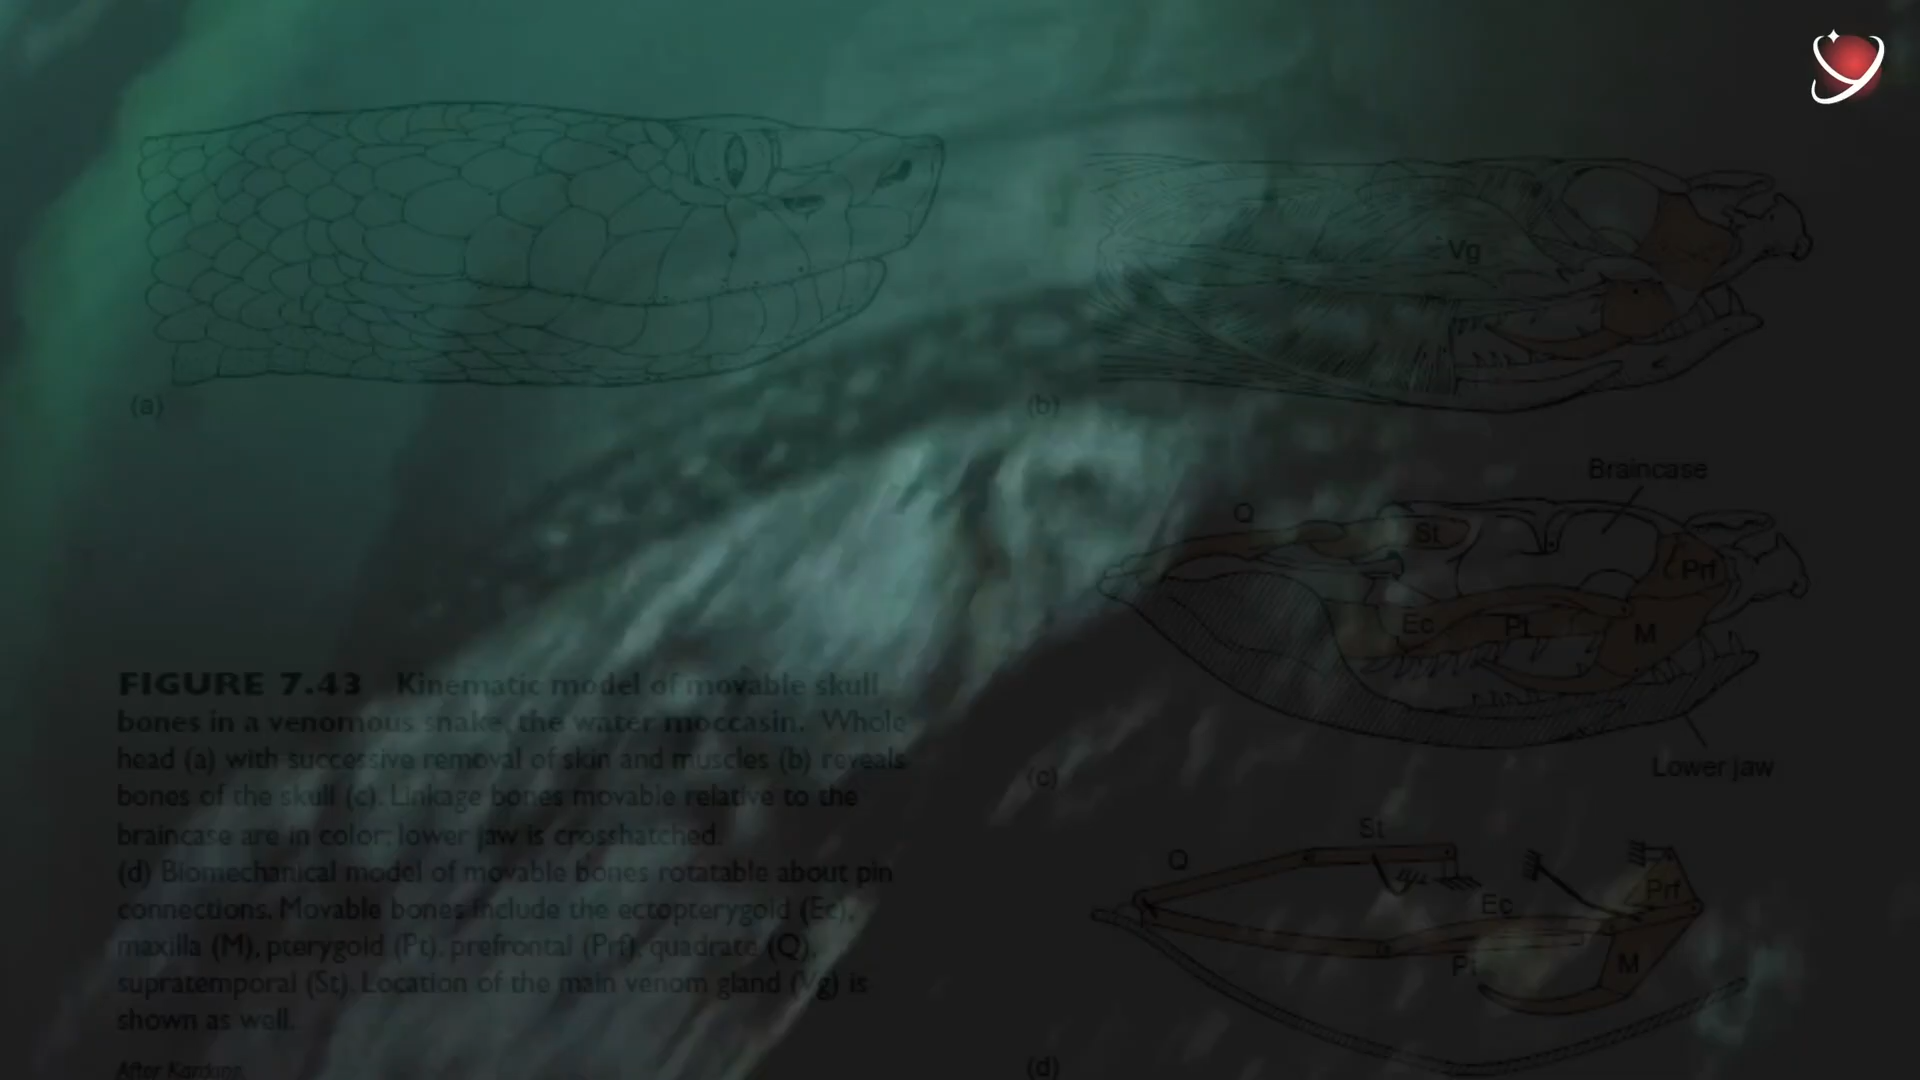 (a)
Vg
(b)
Braincase
Q
St
Prf
Ec
Pt
M
(c)
Lower jaw
FIGURE 7.43 Kinematic model of movable skull
bones in a venomous snake, the water moccasin. Whole
head (a) with successive removal of skin and muscles (b) reveals
bones of the skull (c). Linkage bones movable relative to the
braincase are in color; lower jaw is crosshatched.
(d) Biomechanical model of movable bones rotatable about pin
connections. Movable bones include the ectopterygoid (Ec),
maxilla (M), pterygoid (Pt), prefrontal (Prf), quadrate (Q),
supratemporal (St). Location of the main venom gland (Vg) is
shown as well.
After Kardong.
St
Q
Prf
Ec
Pt
M
(d)